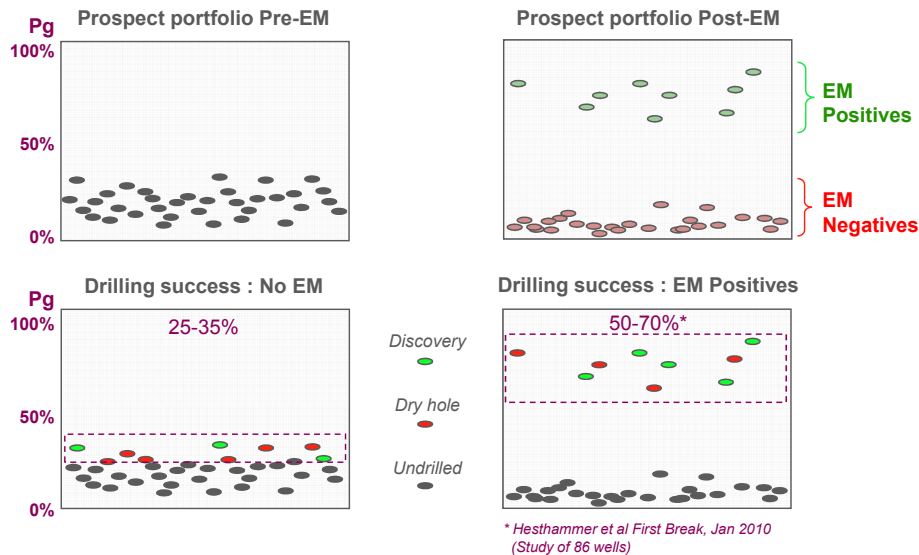 Prospect portfolio Pre-EM
Pg
100%
50%
0%
Prospect portfolio Post-EM
EM
Positives
EM
Negatives
Drilling success : No EM
Pg
100%
25-35%
50%
0%
Discovery
Dry hole
Undrilled
Drilling success : EM Positives
50-70%*
* Hesthammer et al First Break, Jan 2010
(Study of 86 wells)